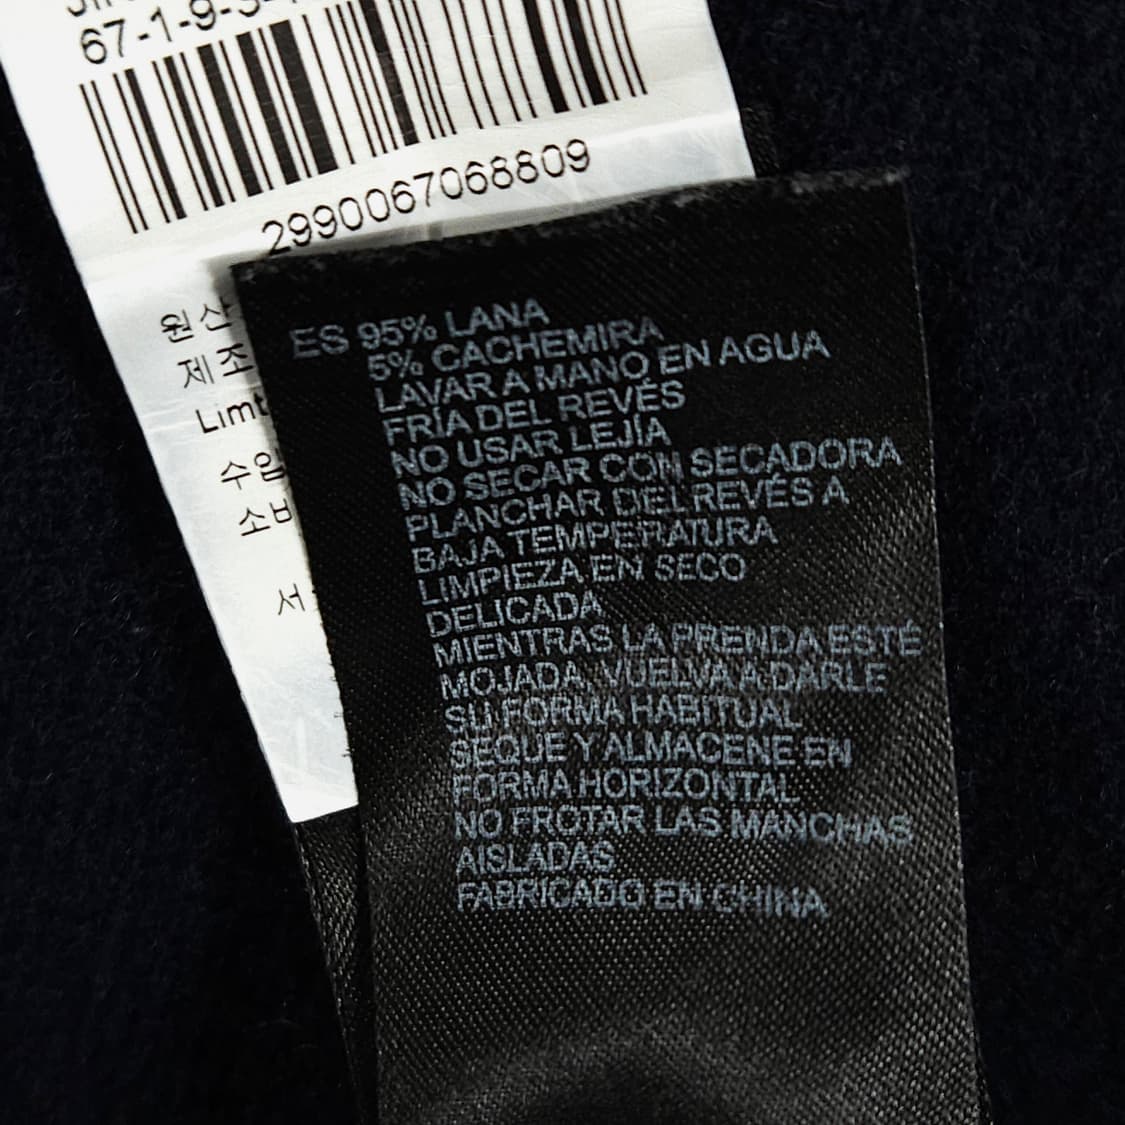 67-1-9-
2990067068809
원산
제조
Limt
수입
소비
서
ES 95% LANA
5% CACHEMIRA
LAVAR A MANO EN AGUA
FRÍA DEL REVÉS
NO USAR LEJÍA
NO SECAR CON SECADORA
PLANCHAR DEL REVÉS A
BAJA TEMPERATURA
LIMPIEZA EN SECO
DELICADA
MIENTRAS LA PRENDA ESTÉ
MOJADA, VUELVA A DARLE
SU FORMA HABITUAL
SEQUE Y ALMACENE EN
FORMA HORIZONTAL
NO FROTAR LAS MANCHAS
AISLADAS
FABRICADO EN CHINA